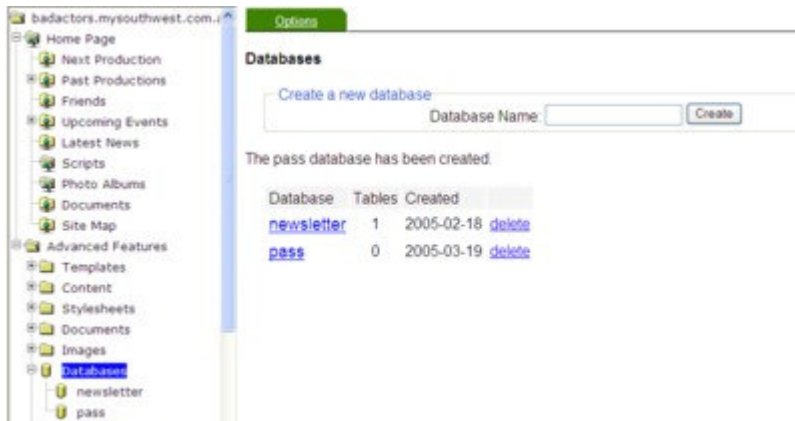 badactors.mysouthwest.com.a
Home Page
Next Production
Past Productions
Friends
Upcoming Events
Latest News
Scripts
Photo Albums
Documents
Site Map
Advanced Features
Templates
Content
Stylesheets
Documents
Images
Databases
newsletter
pass
Options
Databases
Create a new database
Database Name: Create
The pass database has been created.
Database Tables Created
newsletter 1 2005-02-18 delete
pass 0 2005-03-19 delete